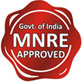 Govt. of India
MNRE
APPROVED